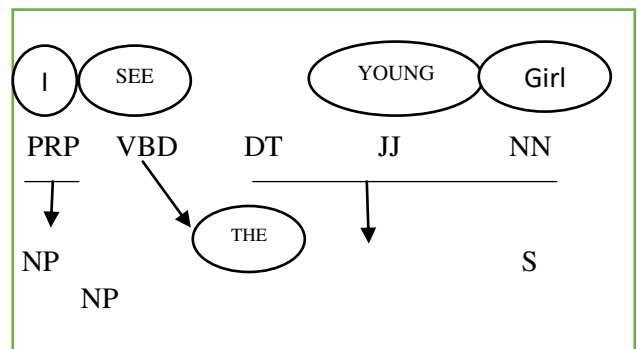 I SEE YOUNG Girl
PRP VBD DT JJ NN
THE
NP S
NP